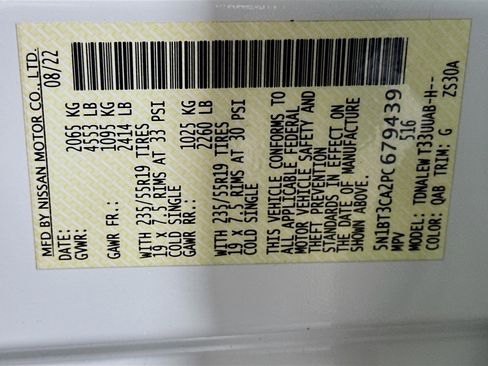 MFD BY NISSAN MOTOR CO., LTD.
DATE: 08/22
GVWR: 2065 KG
4553 LB
GAWR FR.: 1095 KG
2414 LB
WITH 235/55R19 TIRES
19 X 7.5 RIMS AT 33 PSI
COLD SINGLE
GAWR RR.: 1025 KG
2260 LB
WITH 235/55R19 TIRES
19 X 7.5 RIMS AT 30 PSI
COLD SINGLE
THIS VEHICLE CONFORMS TO
ALL APPLICABLE FEDERAL
MOTOR VEHICLE SAFETY AND
THEFT PREVENTION
STANDARDS IN EFFECT ON
THE DATE OF MANUFACTURE
SHOWN ABOVE.
5N1BT3CA2PC679439
MPV 516
MODEL: TDNALEW T33UUAB-H--
COLOR: QAB TRIM: G ZS30A